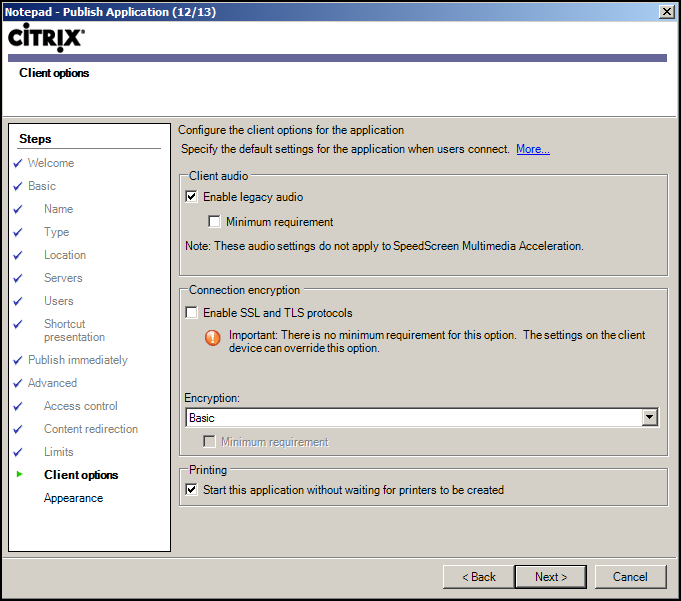 Notepad - Publish Application (12/13)
CITRIX®
Client options
Steps
Welcome
Basic
Name
Type
Location
Servers
Users
Shortcut
presentation
Publish immediately
Advanced
Access control
Content redirection
Limits
Client options
Appearance
Configure the client options for the application
Specify the default settings for the application when users connect. More...
Client audio
Enable legacy audio
Minimum requirement
Note: These audio settings do not apply to SpeedScreen Multimedia Acceleration.
Connection encryption
Enable SSL and TLS protocols
Important: There is no minimum requirement for this option. The settings on the client
device can override this option.
Encryption:
Basic
Minimum requirement
Printing
Start this application without waiting for printers to be created
< Back
Next >
Cancel